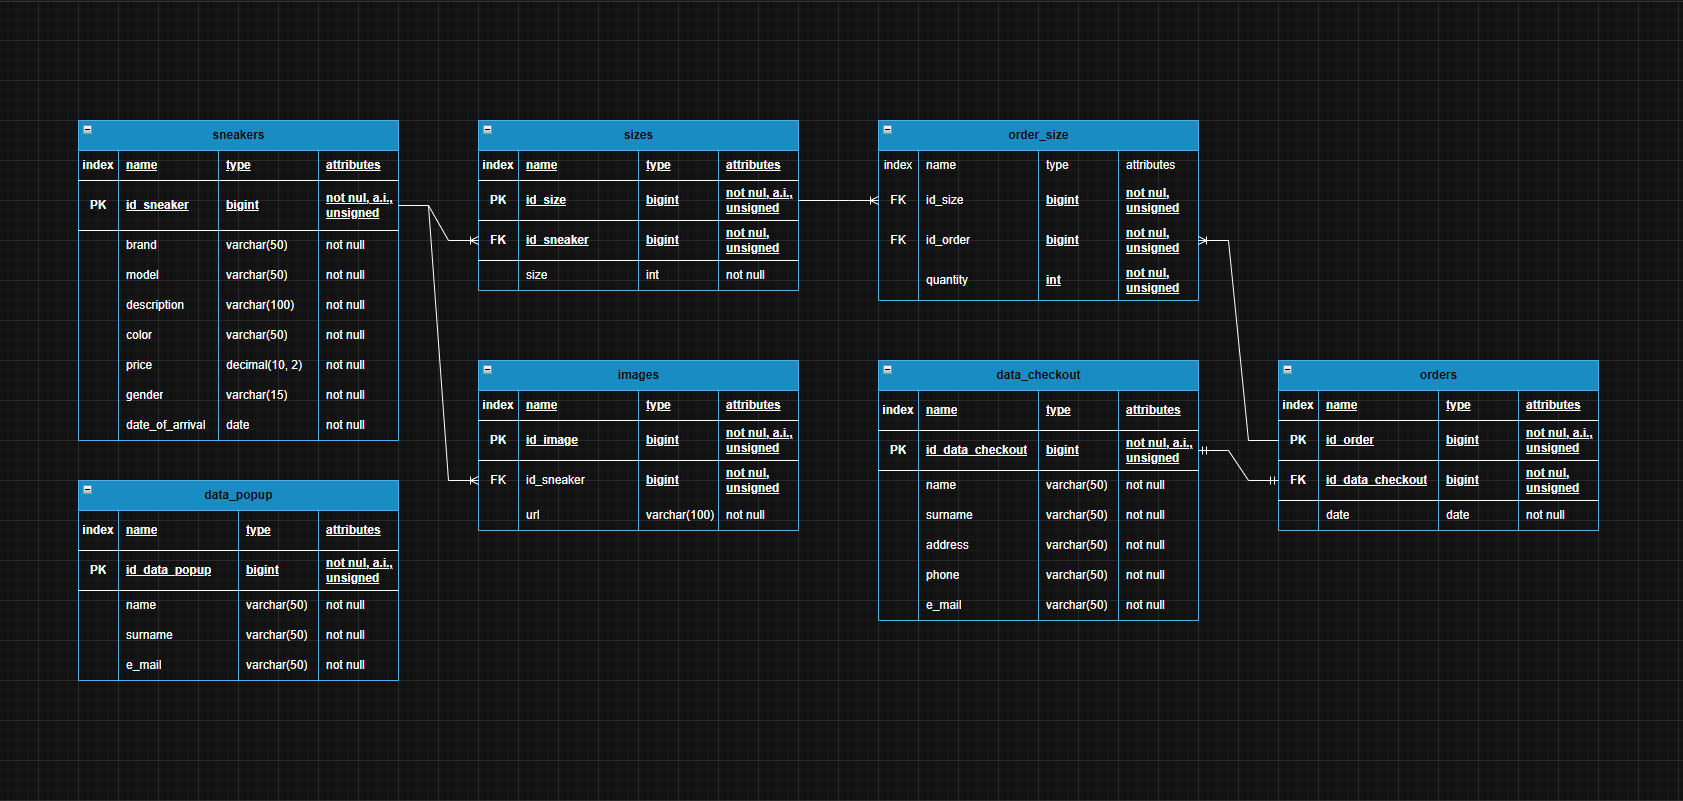 sneakers
index name type attributes
PK id_sneaker bigint not nul, a.i.,
unsigned
brand varchar(50) not null
model varchar(50) not null
description varchar(100) not null
color varchar(50) not null
price decimal(10, 2) not null
gender varchar(15) not null
date_of_arrival date not null
data_popup
index name type attributes
PK id_data_popup bigint not nul, a.i.,
unsigned
name varchar(50) not null
surname varchar(50) not null
e_mail varchar(50) not null
sizes
index name type attributes
PK id_size bigint not nul, a.i.,
unsigned
FK id_sneaker bigint not nul,
unsigned
size int not null
images
index name type attributes
PK id_image bigint not nul, a.i.,
unsigned
FK id_sneaker bigint not nul,
unsigned
url varchar(100) not null
order_size
index name type attributes
FK id_size bigint not nul,
unsigned
FK id_order bigint not nul,
unsigned
quantity int not nul,
unsigned
data_checkout
index name type attributes
PK id_data_checkout bigint not nul, a.i.,
unsigned
name varchar(50) not null
surname varchar(50) not null
address varchar(50) not null
phone varchar(50) not null
e_mail varchar(50) not null
orders
index name type attributes
PK id_order bigint not nul, a.i.,
unsigned
FK id_data_checkout bigint not nul,
unsigned
date date not null